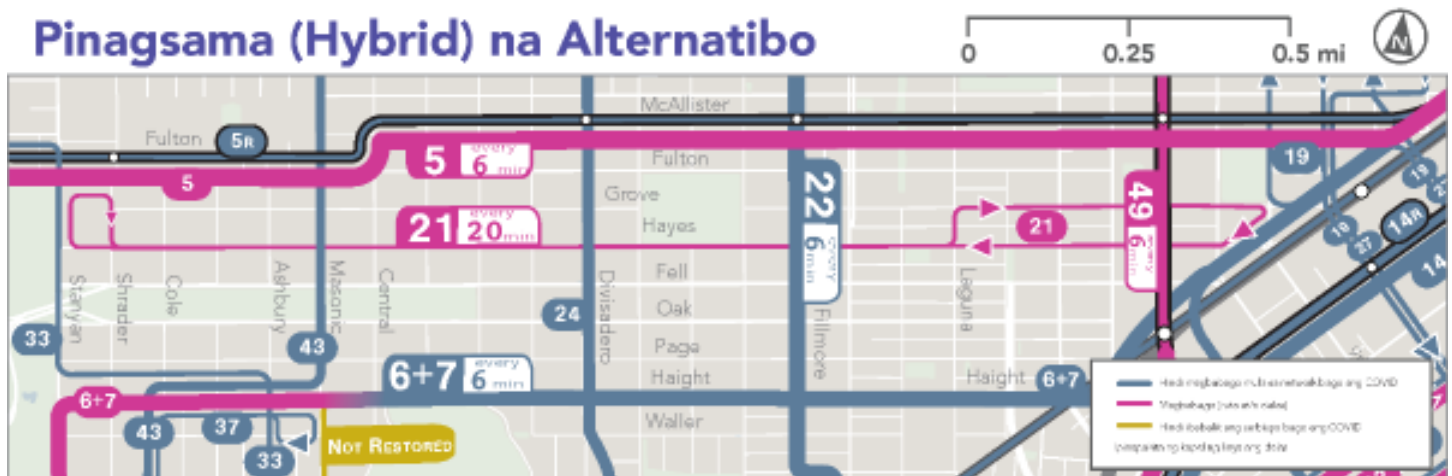 Pinagsama (Hybrid) na Alternatibo
0 0.25 0.5 mi
N
McAllister
Fulton
5R
5
5 every 6 min
Fulton
19
Grove
21 every 20 min
Hayes
21
22 every 6 min
49 every 6 min
19
14R
19
27
14
Stanyan
Shrader
Cole
Ashbury
Masonic
Central
Divisadero
Fell
Oak
Page
Haight
Waller
Fillmore
Laguna
33
43
24
6+7 every 6 min
Haight
6+7
6+7
43
37
33
NOT RESTORED